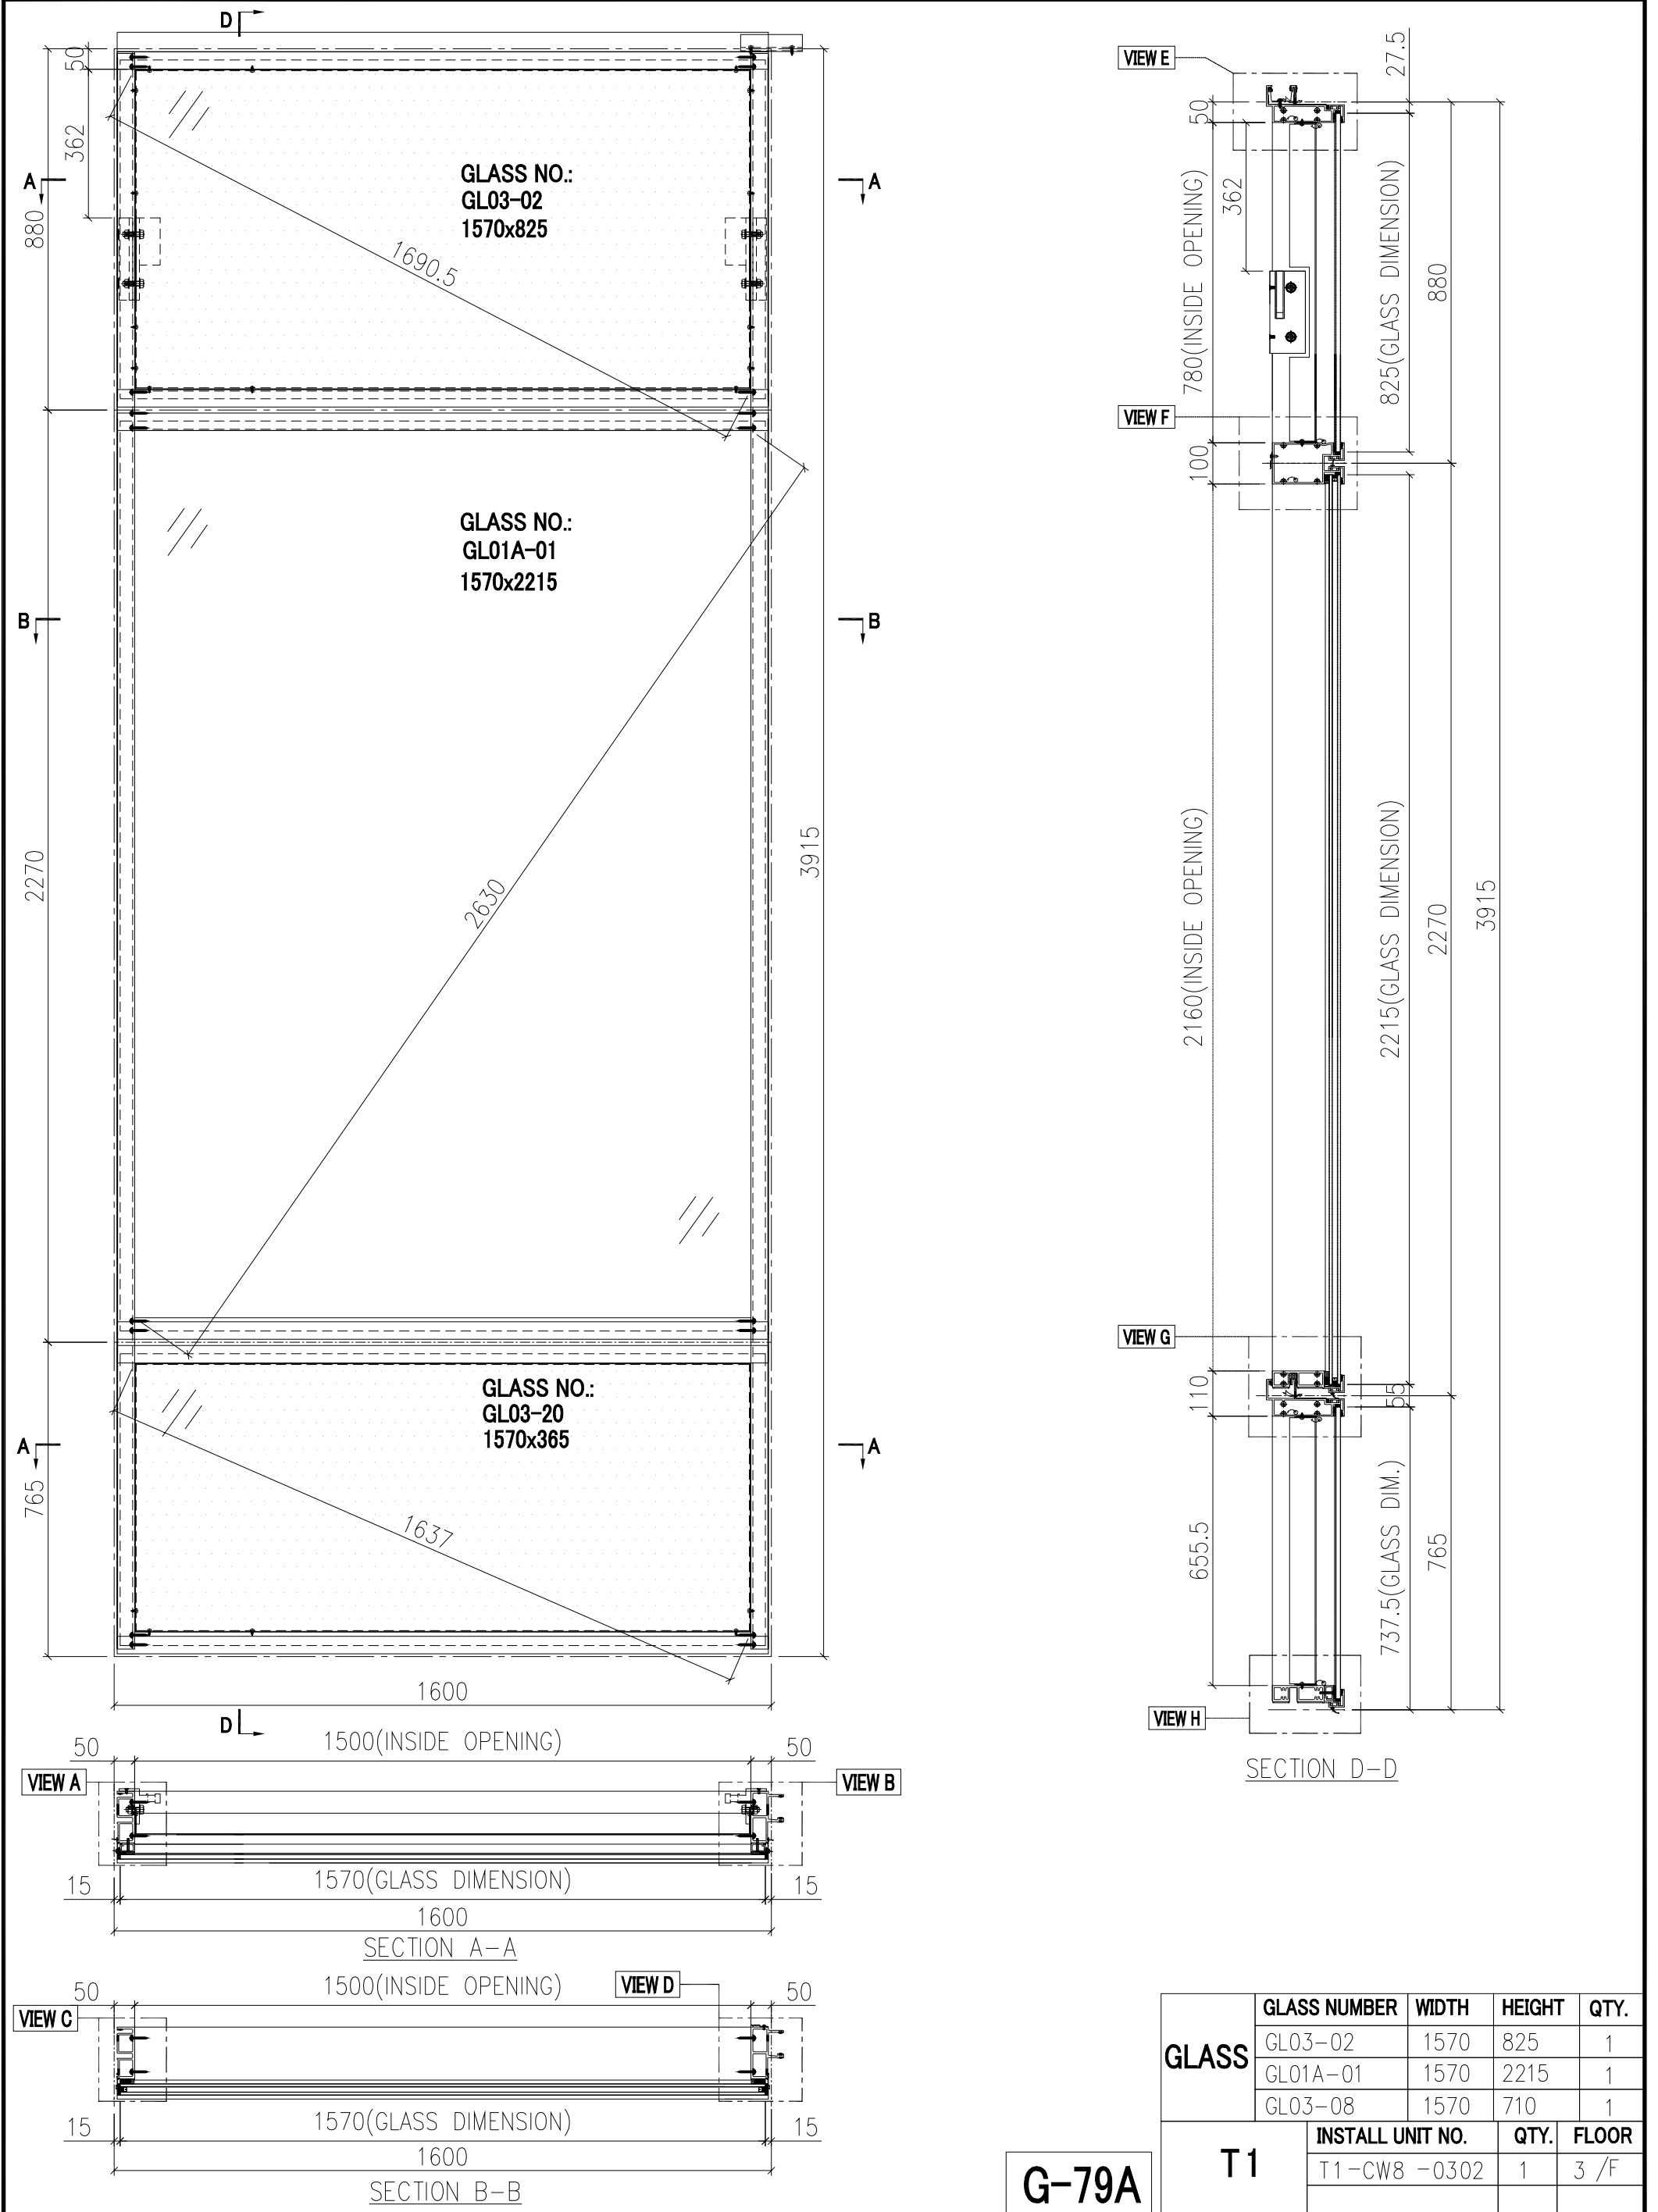 D
50
362
880
A
A
GLASS NO.:
GL03-02
1570x825
1690.5
GLASS NO.:
GL01A-01
1570x2215
B
B
2270
3915
2630
GLASS NO.:
GL03-20
1570x365
A
A
765
1637
1600
D
50
1500(INSIDE OPENING)
50
VIEW A
VIEW B
15
1570(GLASS DIMENSION)
15
1600
SECTION A-A
50
1500(INSIDE OPENING)
VIEW D
50
VIEW C
15
1570(GLASS DIMENSION)
15
1600
SECTION B-B
VIEW E
27.5
50
362
780(INSIDE OPENING)
825(GLASS DIMENSION)
880
VIEW F
100
2160(INSIDE OPENING)
2215(GLASS DIMENSION)
2270
3915
VIEW G
110
55
655.5
737.5(GLASS DIM.)
765
VIEW H
SECTION D-D
GLASS
GLASS NUMBER WIDTH HEIGHT QTY.
GL03-02 1570 825 1
GL01A-01 1570 2215 1
GL03-08 1570 710 1
T1
INSTALL UNIT NO. QTY. FLOOR
T1-CW8 -0302 1 3 /F
G-79A